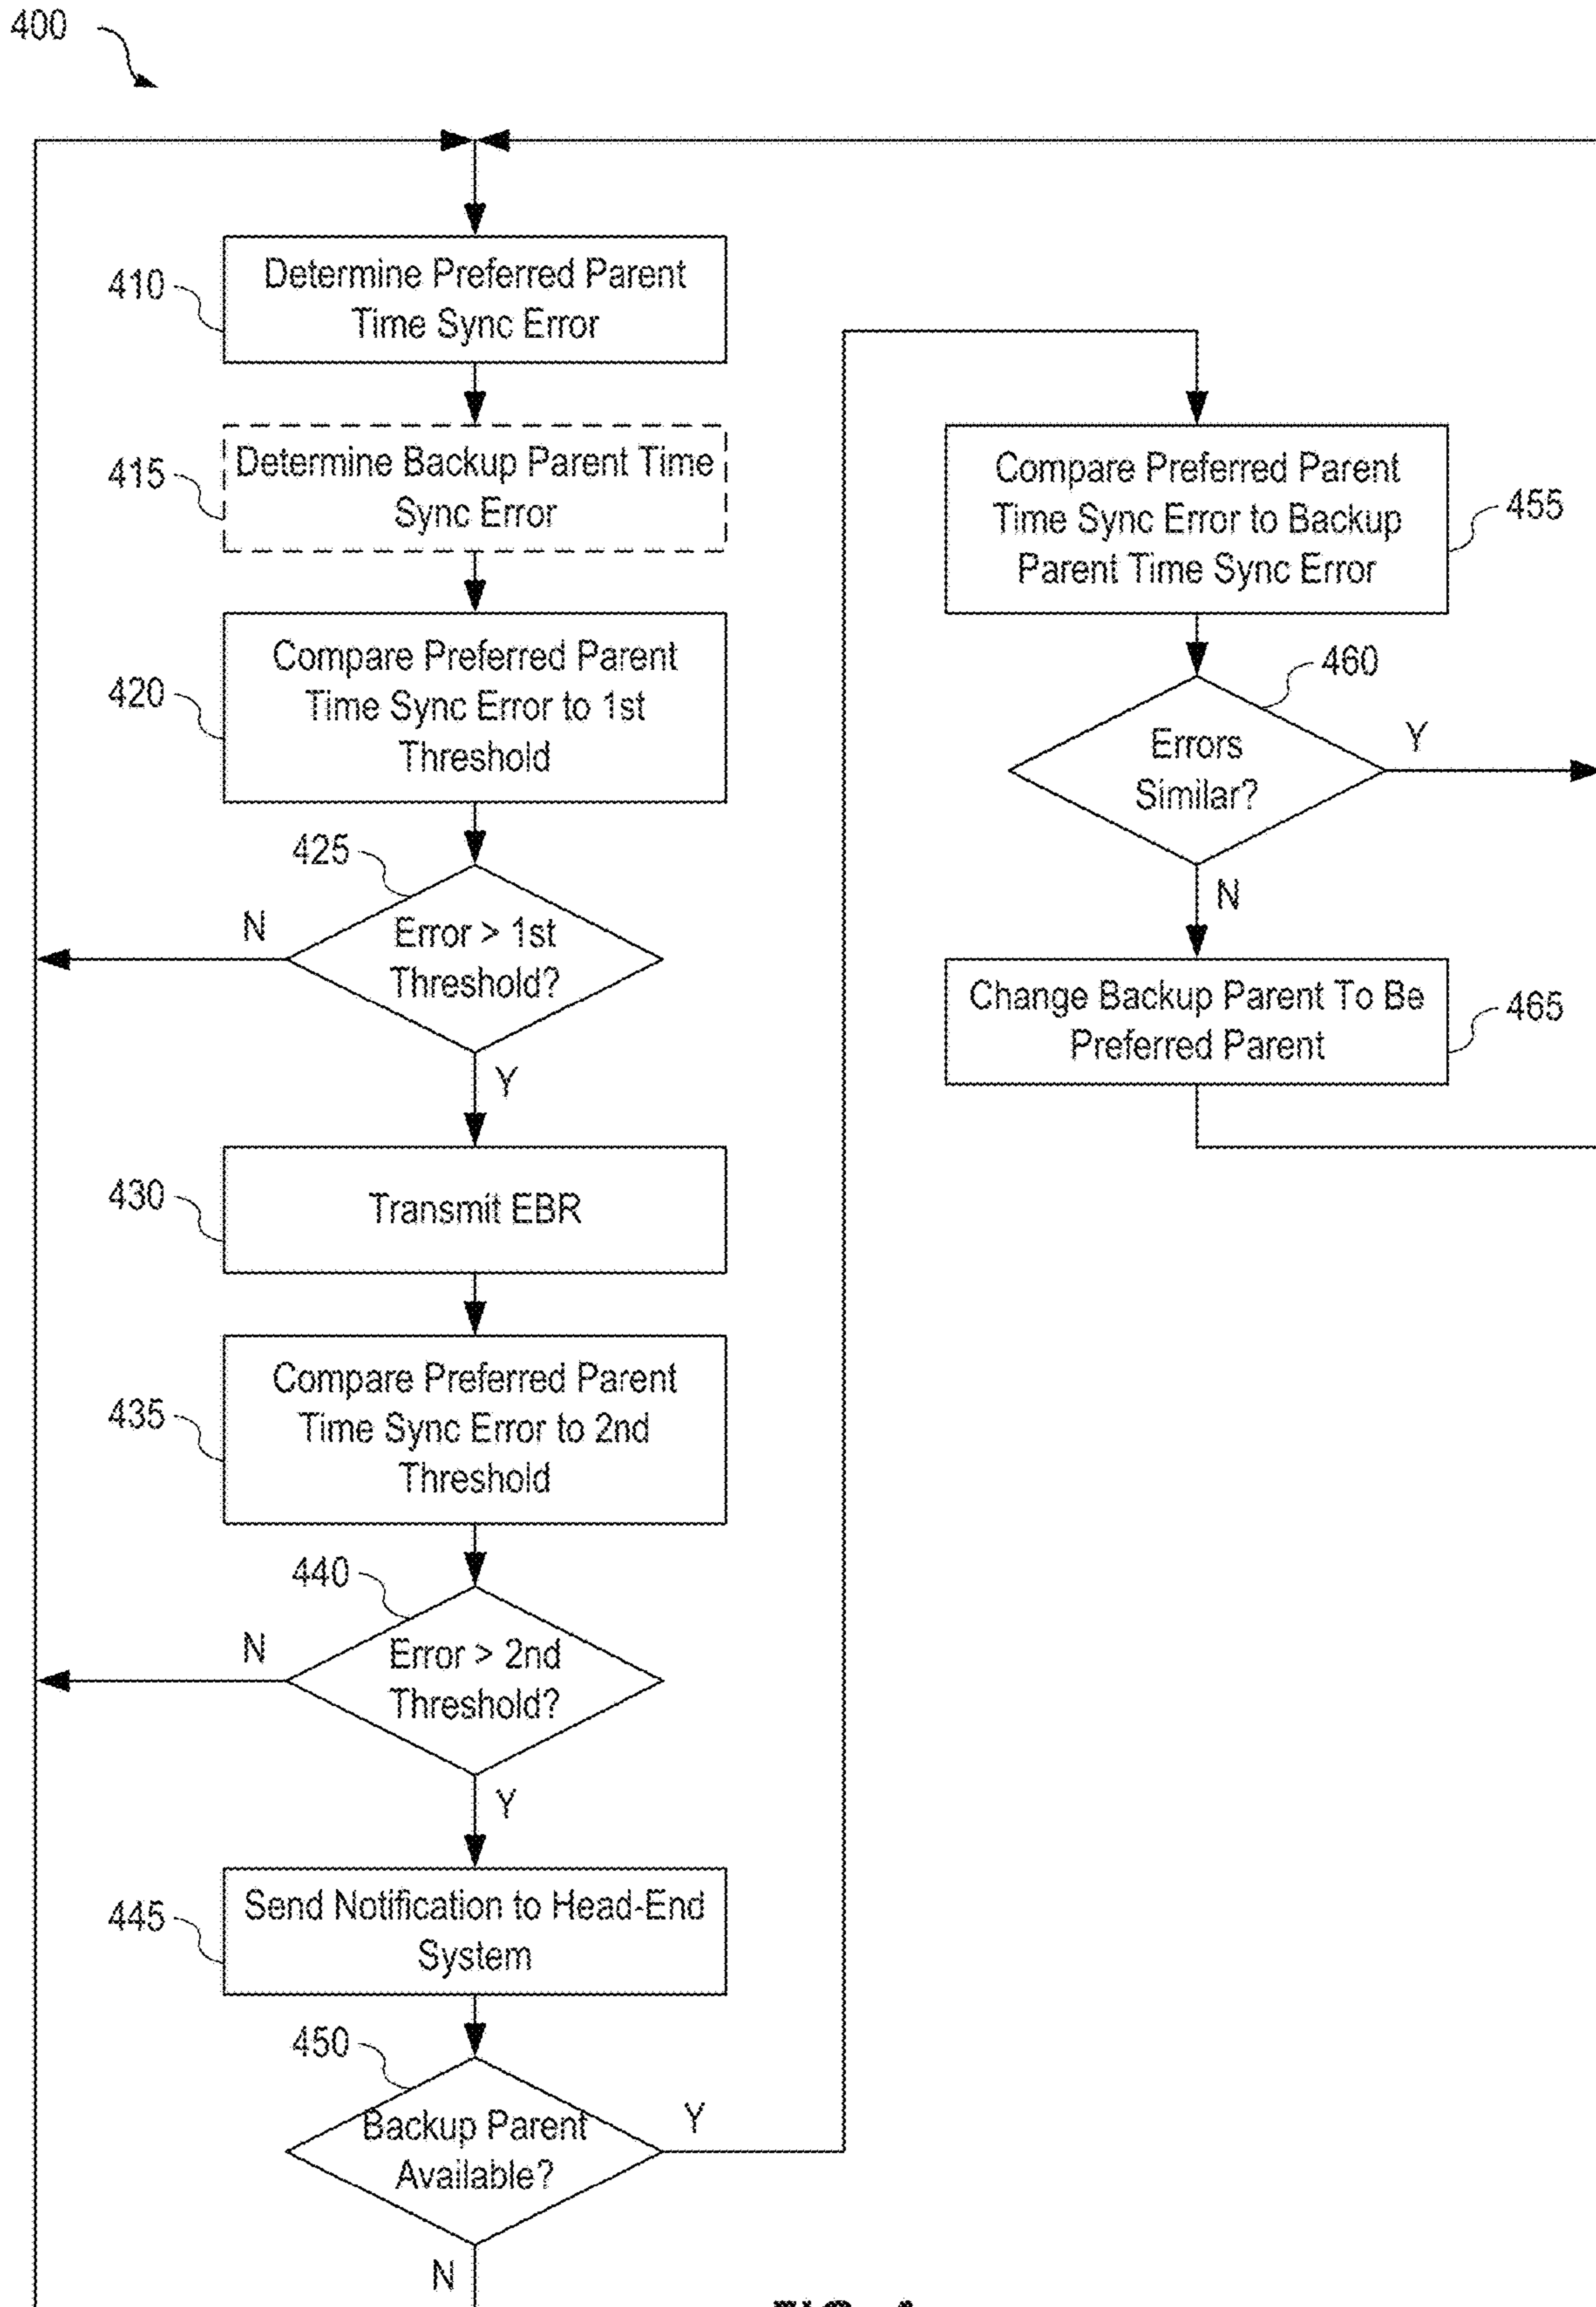 400
410
Determine Preferred Parent
Time Sync Error
415
Determine Backup Parent Time
Sync Error
420
Compare Preferred Parent
Time Sync Error to 1st
Threshold
425
Error > 1st
Threshold?
N
Y
430
Transmit EBR
435
Compare Preferred Parent
Time Sync Error to 2nd
Threshold
440
Error > 2nd
Threshold?
N
Y
445
Send Notification to Head-End
System
450
Backup Parent
Available?
Y
N
Compare Preferred Parent
Time Sync Error to Backup
Parent Time Sync Error
455
460
Errors
Similar?
Y
N
Change Backup Parent To Be
Preferred Parent
465